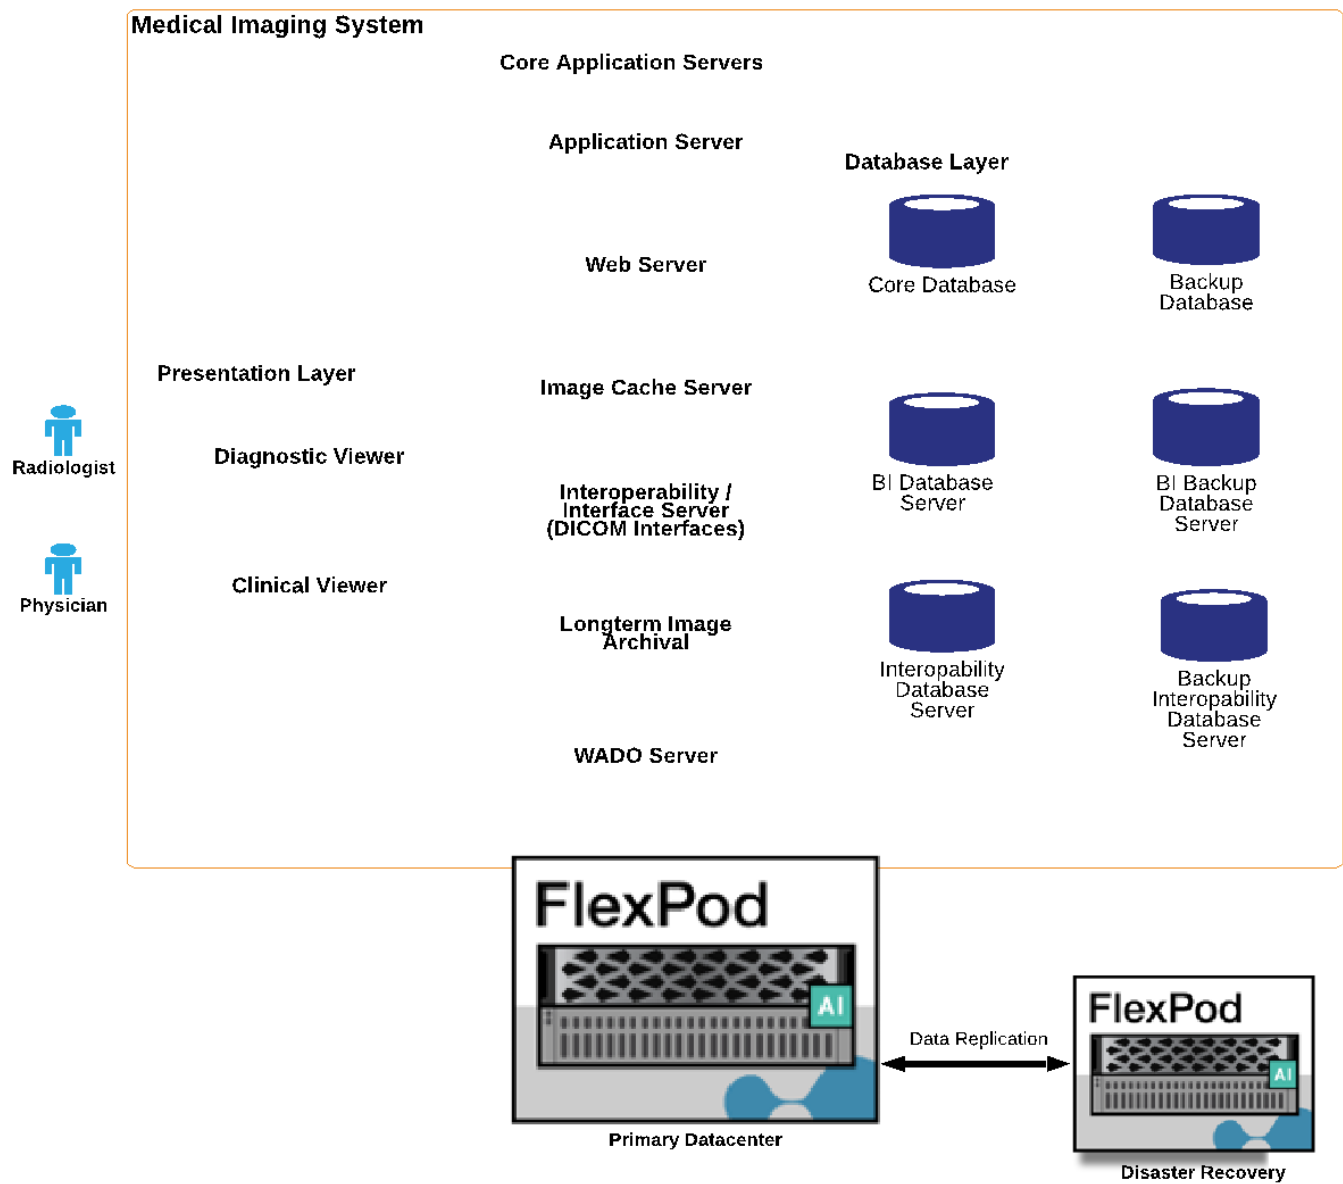 Medical Imaging System
Core Application Servers
Application Server
Web Server
Image Cache Server
Interoperability /
Interface Server
(DICOM Interfaces)
Longterm Image
Archival
WADO Server
Database Layer
Core Database
Backup
Database
BI Database
Server
BI Backup
Database
Server
Interopability
Database
Server
Backup
Interopability
Database
Server
Presentation Layer
Diagnostic Viewer
Clinical Viewer
Radiologist
Physician
FlexPod
AI
Primary Datacenter
Data Replication
FlexPod
AI
Disaster Recovery